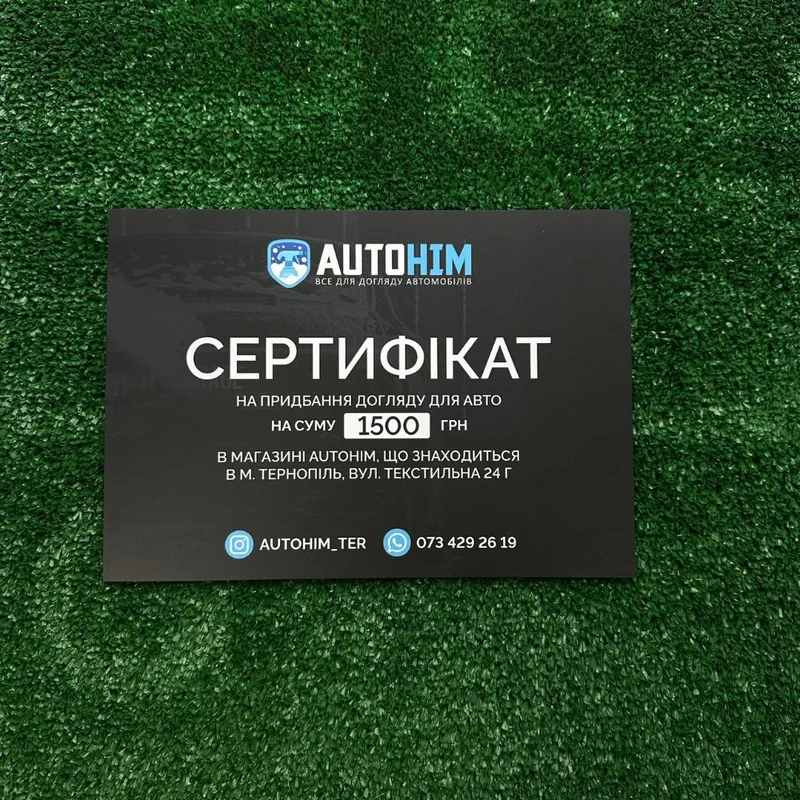 AUTOHIM
ВСЕ ДЛЯ ДОГЛЯДУ АВТОМОБІЛІВ
СЕРТИФІКАТ
НА ПРИДБАННЯ ДОГЛЯДУ ДЛЯ АВТО
НА СУМУ 1500 ГРН
В МАГАЗИНІ AUTOHIM, ЩО ЗНАХОДИТЬСЯ
В М. ТЕРНОПІЛЬ, ВУЛ. ТЕКСТИЛЬНА 24 Г
AUTOHIM_TER 073 429 26 19